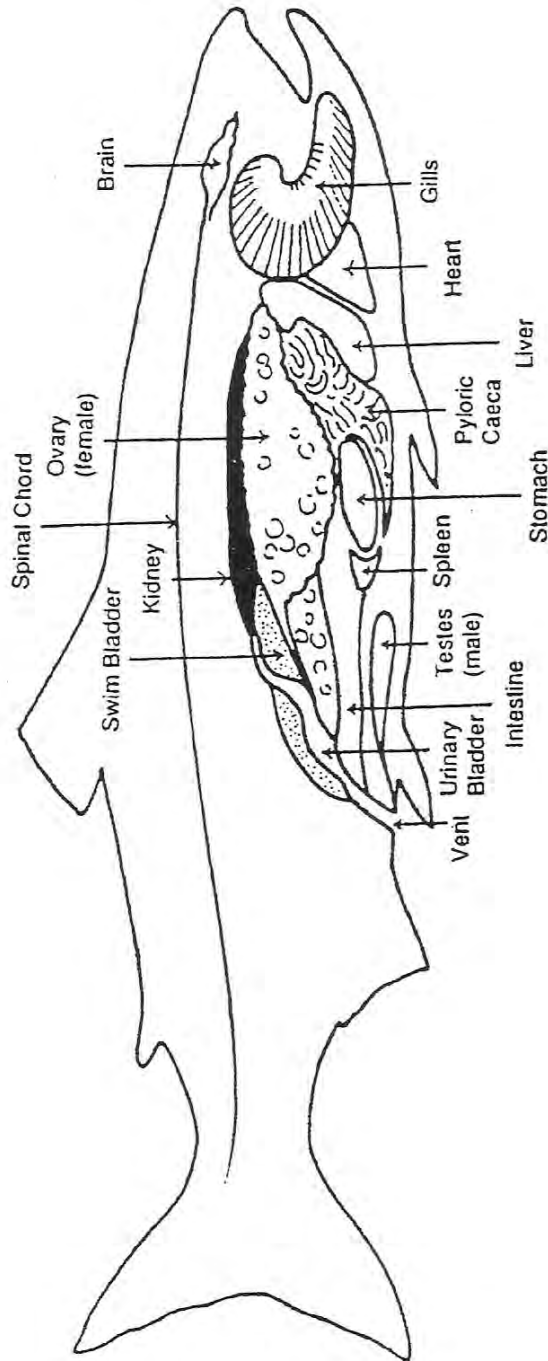 Spinal Chord
Ovary
(female)
Kidney
Swim Bladder
Brain
Gills
Heart
Liver
Pyloric
Caeca
Stomach
Spleen
Testes
(male)
Intestine
Urinary
Bladder
Vent